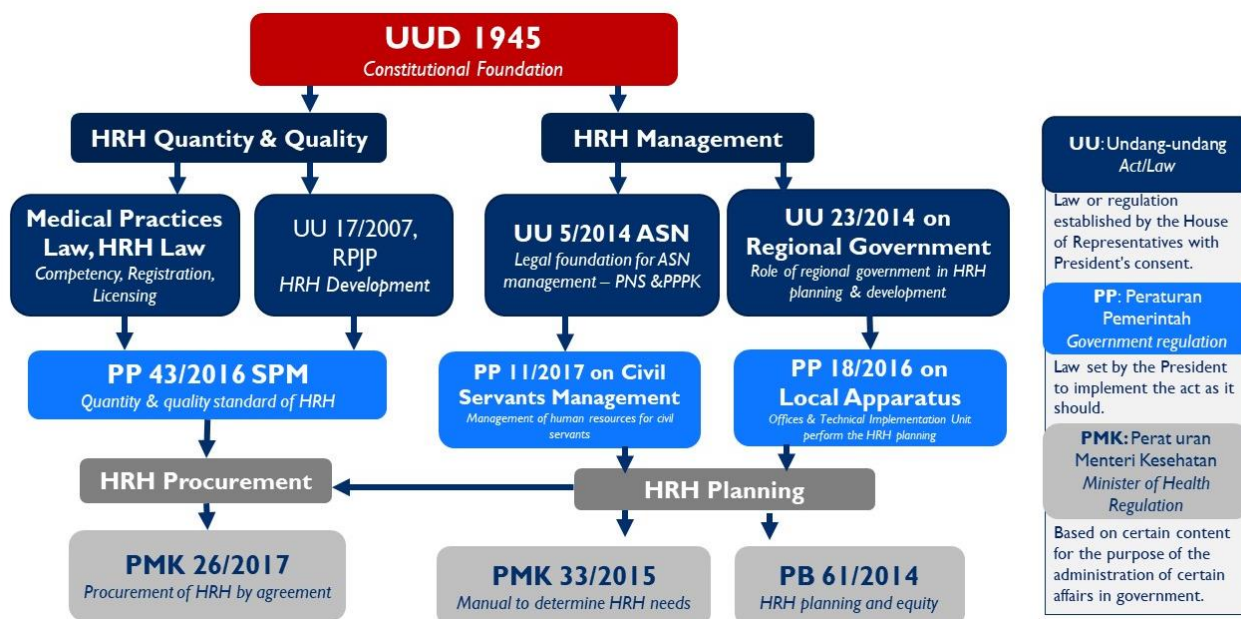 UUD 1945
Constitutional Foundation
HRH Quantity & Quality
HRH Management
Medical Practices
Law, HRH Law
Competency, Registration,
Licensing
UU 17/2007,
RPJP
HRH Development
UU 5/2014 ASN
Legal foundation for ASN
management – PNS &PPPK
UU 23/2014 on
Regional Government
Role of regional government in HRH
planning & development
PP 43/2016 SPM
Quantity & quality standard of HRH
PP 11/2017 on Civil
Servants Management
Management of human resources for civil
servants
PP 18/2016 on
Local Apparatus
Offices & Technical Implementation Unit
perform the HRH planning
HRH Procurement
HRH Planning
PMK 26/2017
Procurement of HRH by agreement
PMK 33/2015
Manual to determine HRH needs
PB 61/2014
HRH planning and equity
UU: Undang-undang
Act/Law
Law or regulation
established by the House
of Representatives with
President's consent.
PP: Peraturan
Pemerintah
Government regulation
Law set by the President
to implement the act as it
should.
PMK: Perat uran
Menteri Kesehatan
Minister of Health
Regulation
Based on certain content
for the purpose of the
administration of certain
affairs in government.